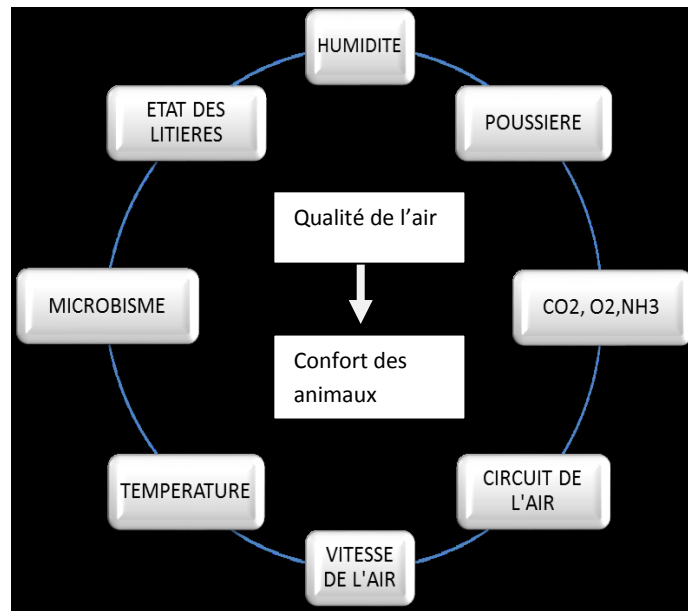 HUMIDITE
ETAT DES
LITIERES
POUSSIERE
Qualité de l’air
MICROBISME
CO2, O2,NH3
Confort des
animaux
TEMPERATURE
CIRCUIT DE
L'AIR
VITESSE
DE L'AIR